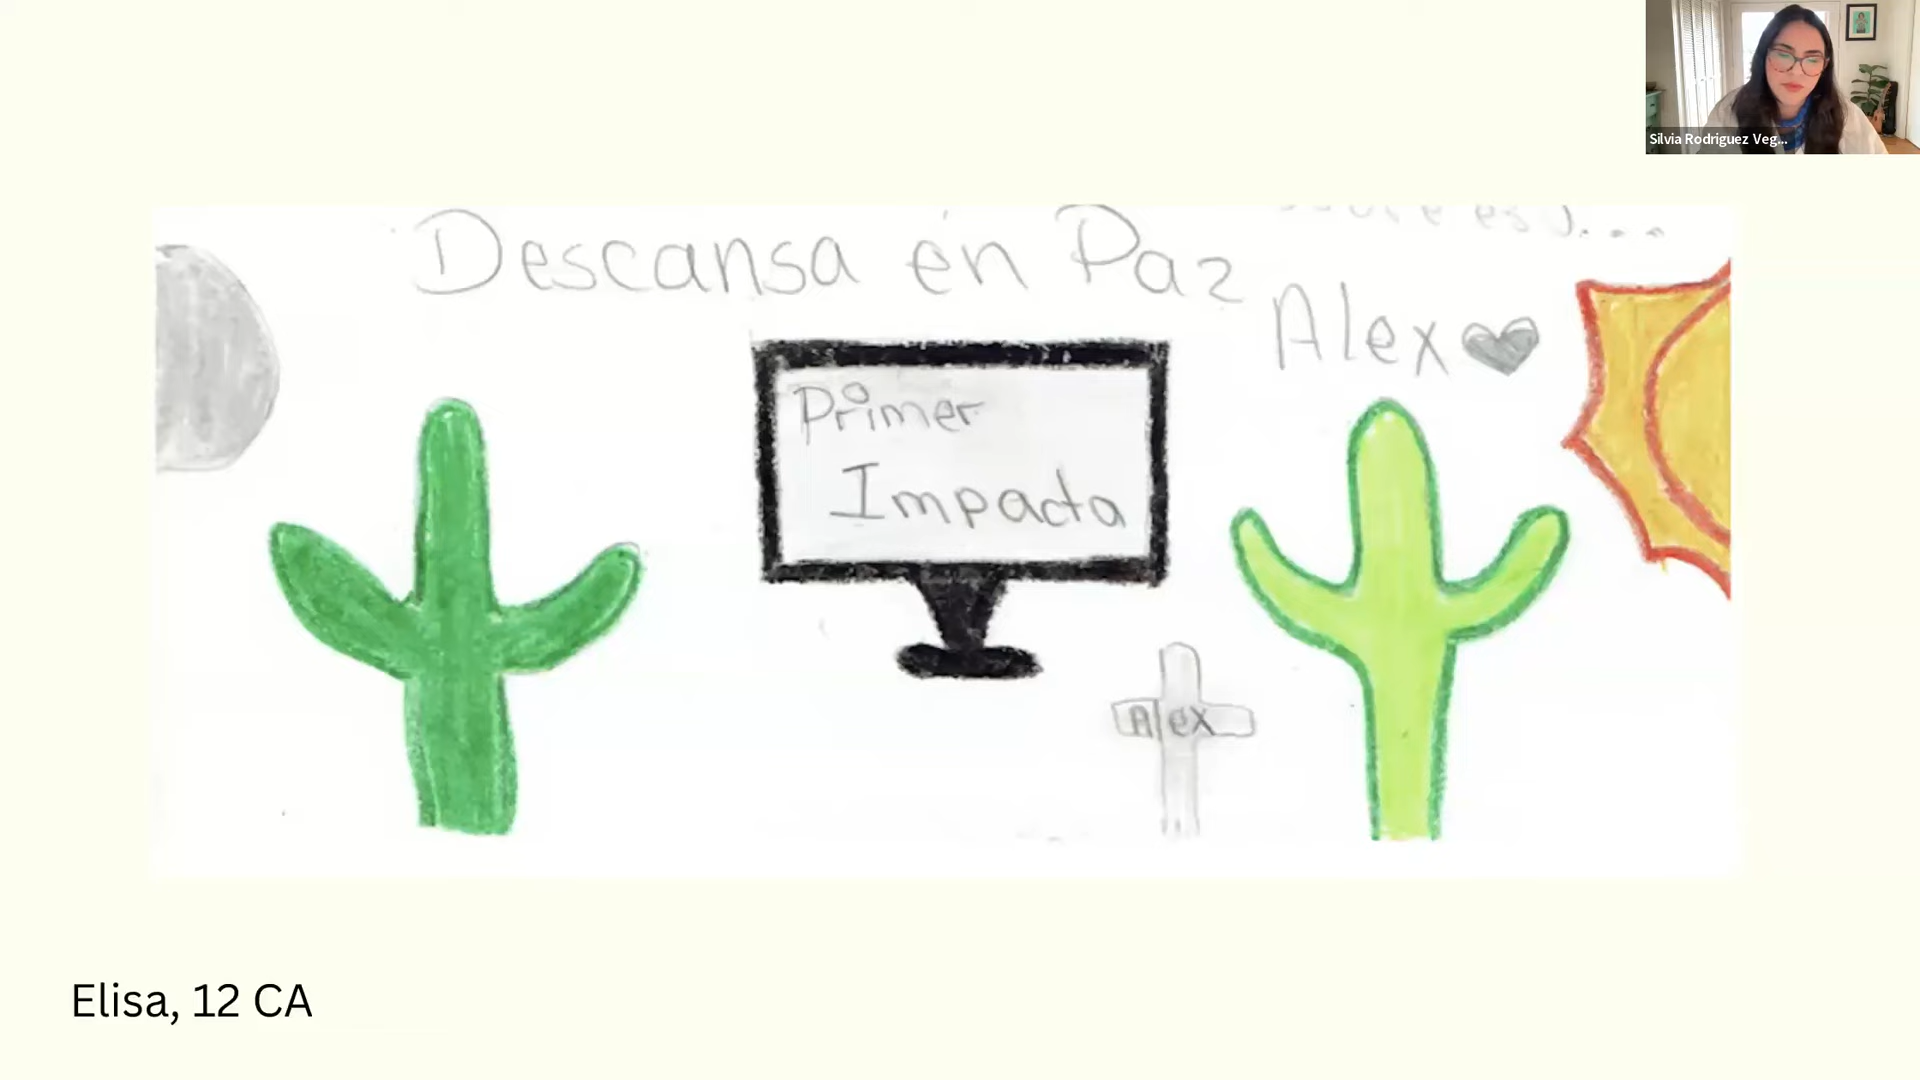 Silvia Rodriguez Veg...
Descansa en Paz
Alex
Primer
Impacto
Alex
Elisa, 12 CA